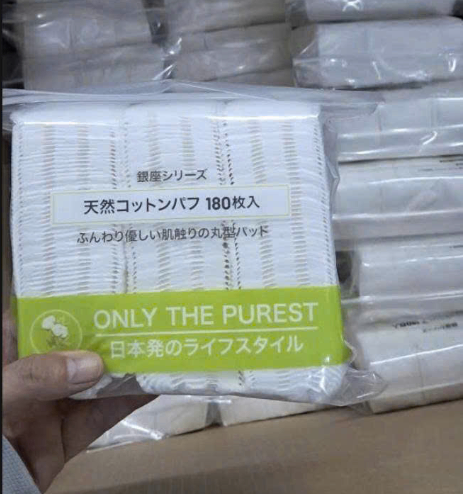 銀座シリーズ
天然コットンパフ 180枚入
ふんわり優しい肌触りの丸型パッド
ONLY THE PUREST
日本発のライフスタイル